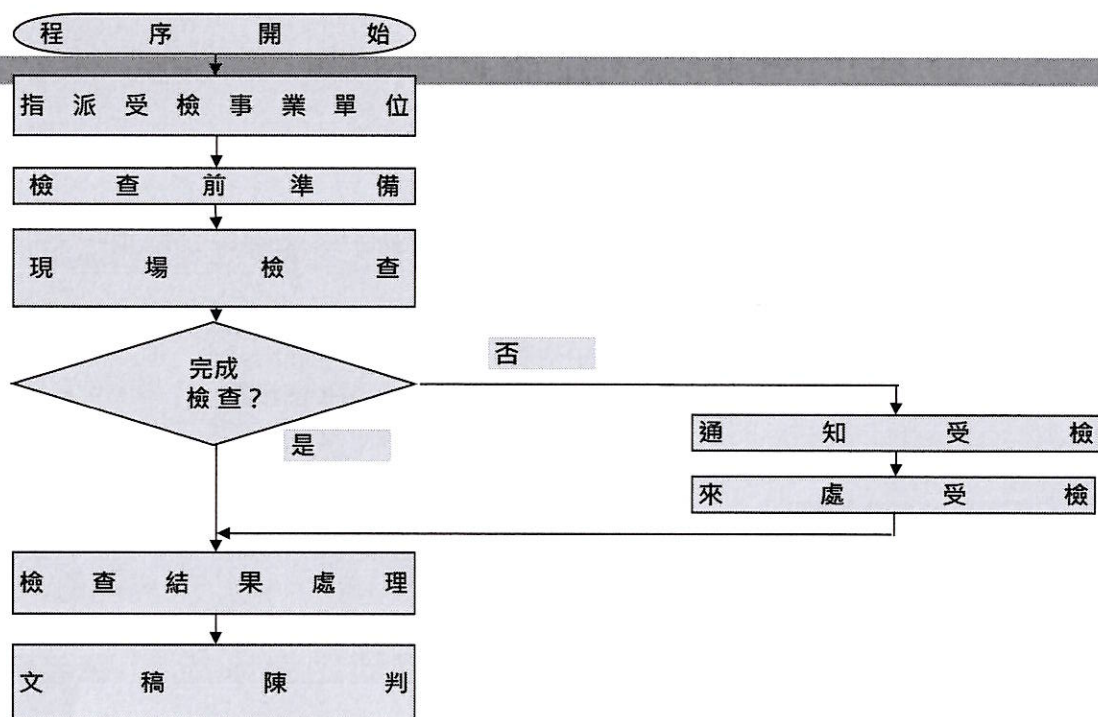 程序開始
指派受檢事業單位
檢查前準備
現場檢查
完成
檢查?
否
是
通知受檢
來處受檢
檢查結果處理
文稿陳判